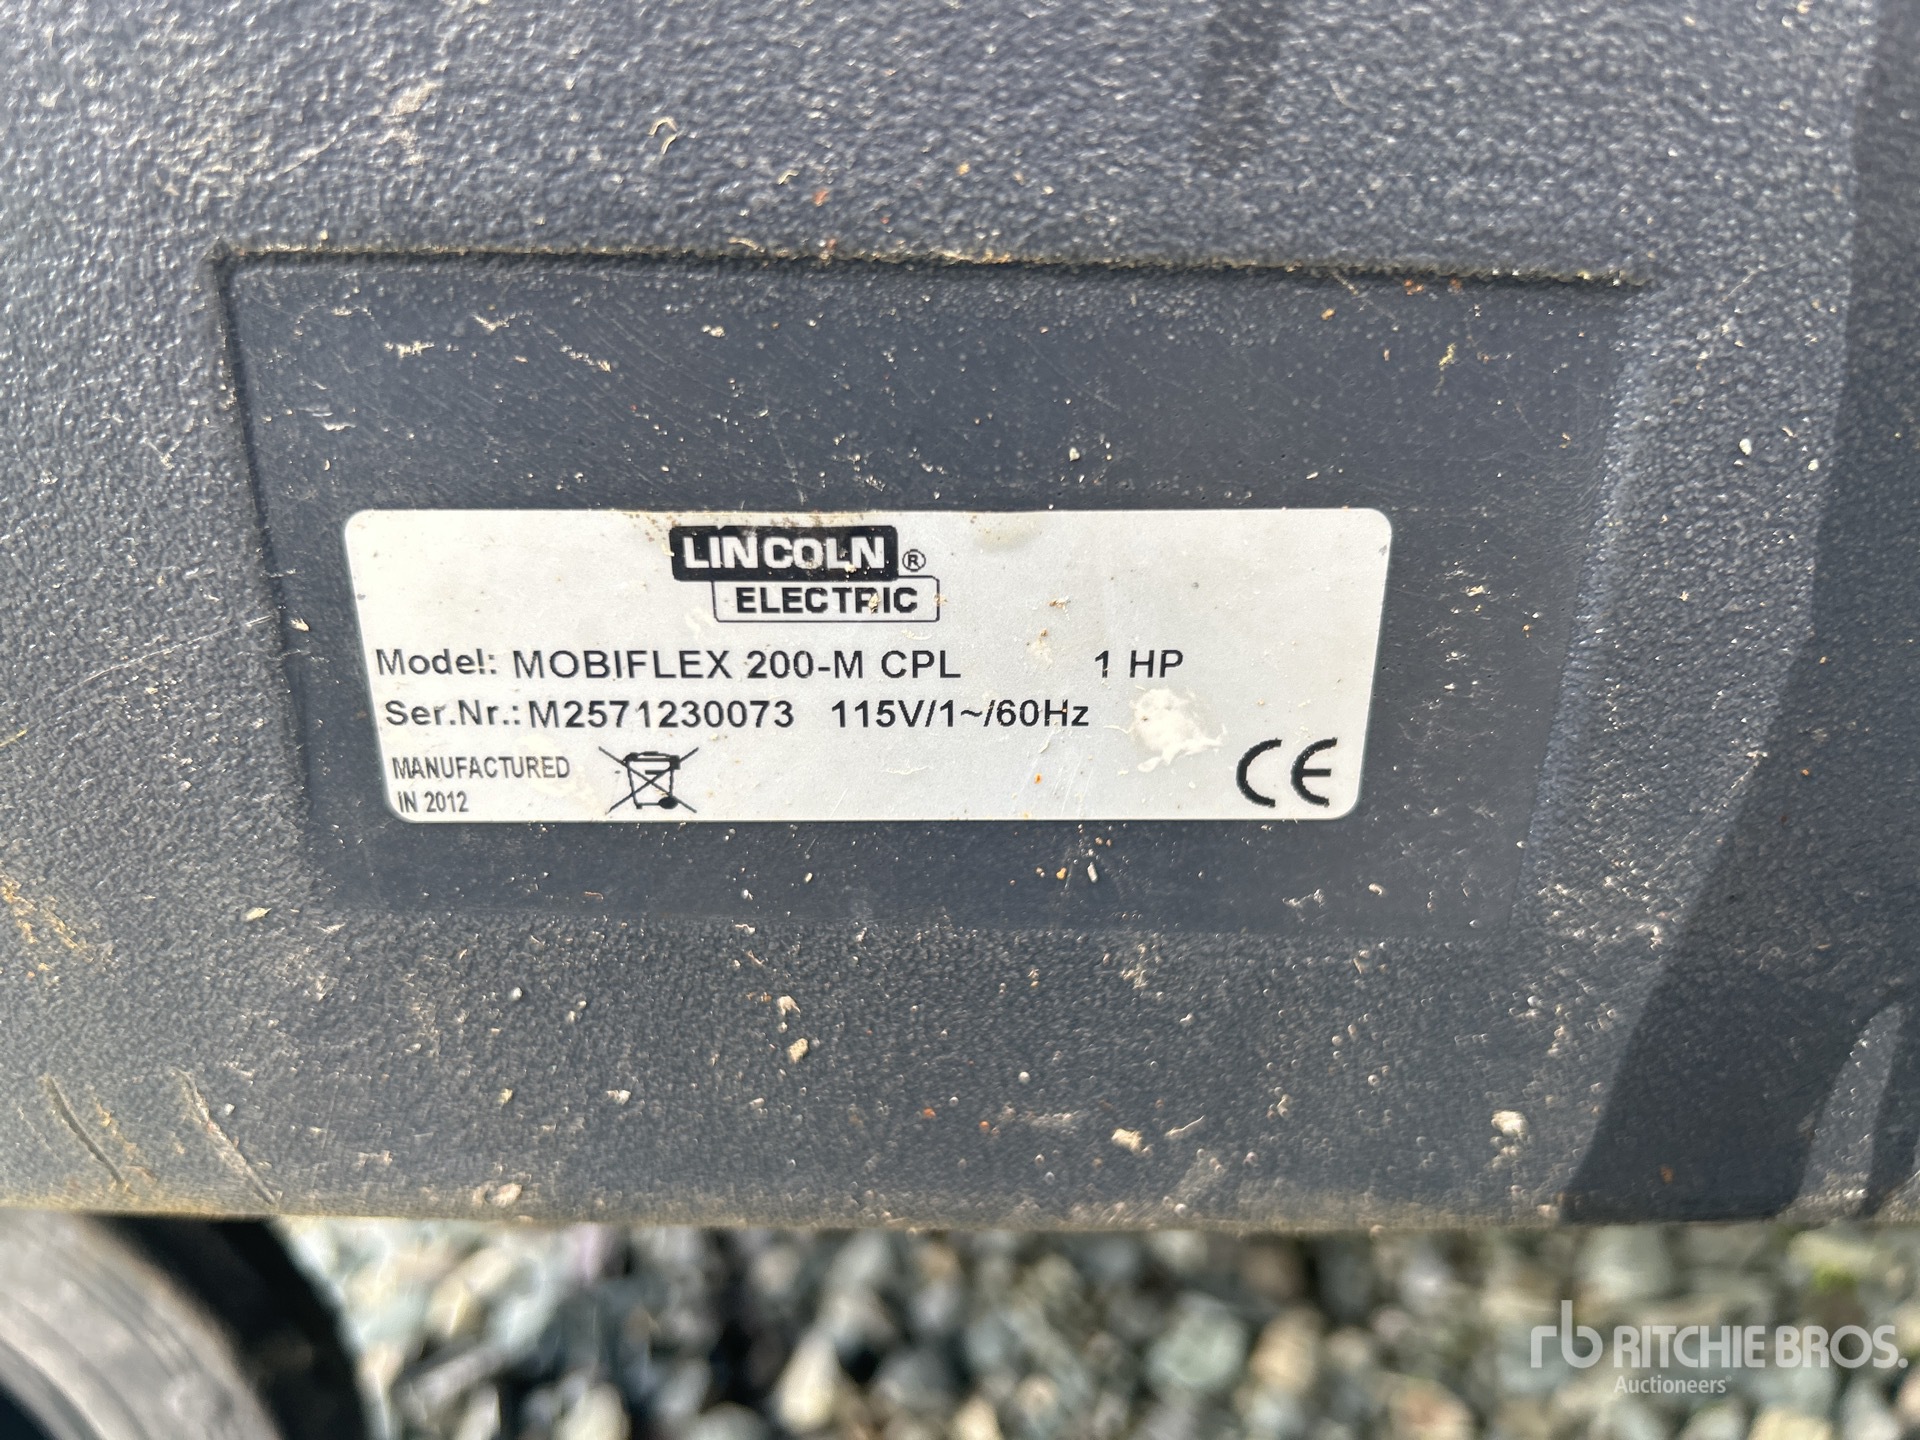 LINCOLN ®
ELECTRIC
Model: MOBIFLEX 200-M CPL 1 HP
Ser.Nr.: M2571230073 115V/1~/60Hz
MANUFACTURED
IN 2012
CE
rb RITCHIE BROS.
Auctioneers